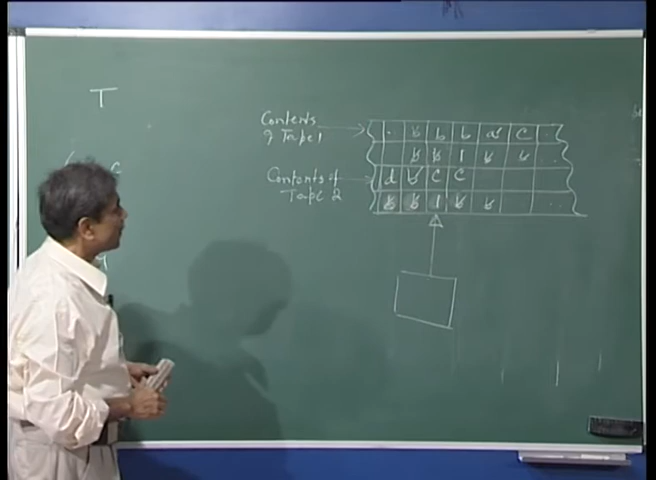 T
Contents
of Tape 1
. b b b a c .
ƀ ƀ 1 ƀ ƀ .
Contents of
Tape 2
d b c c
ƀ ƀ 1 ƀ ƀ ..
c
q